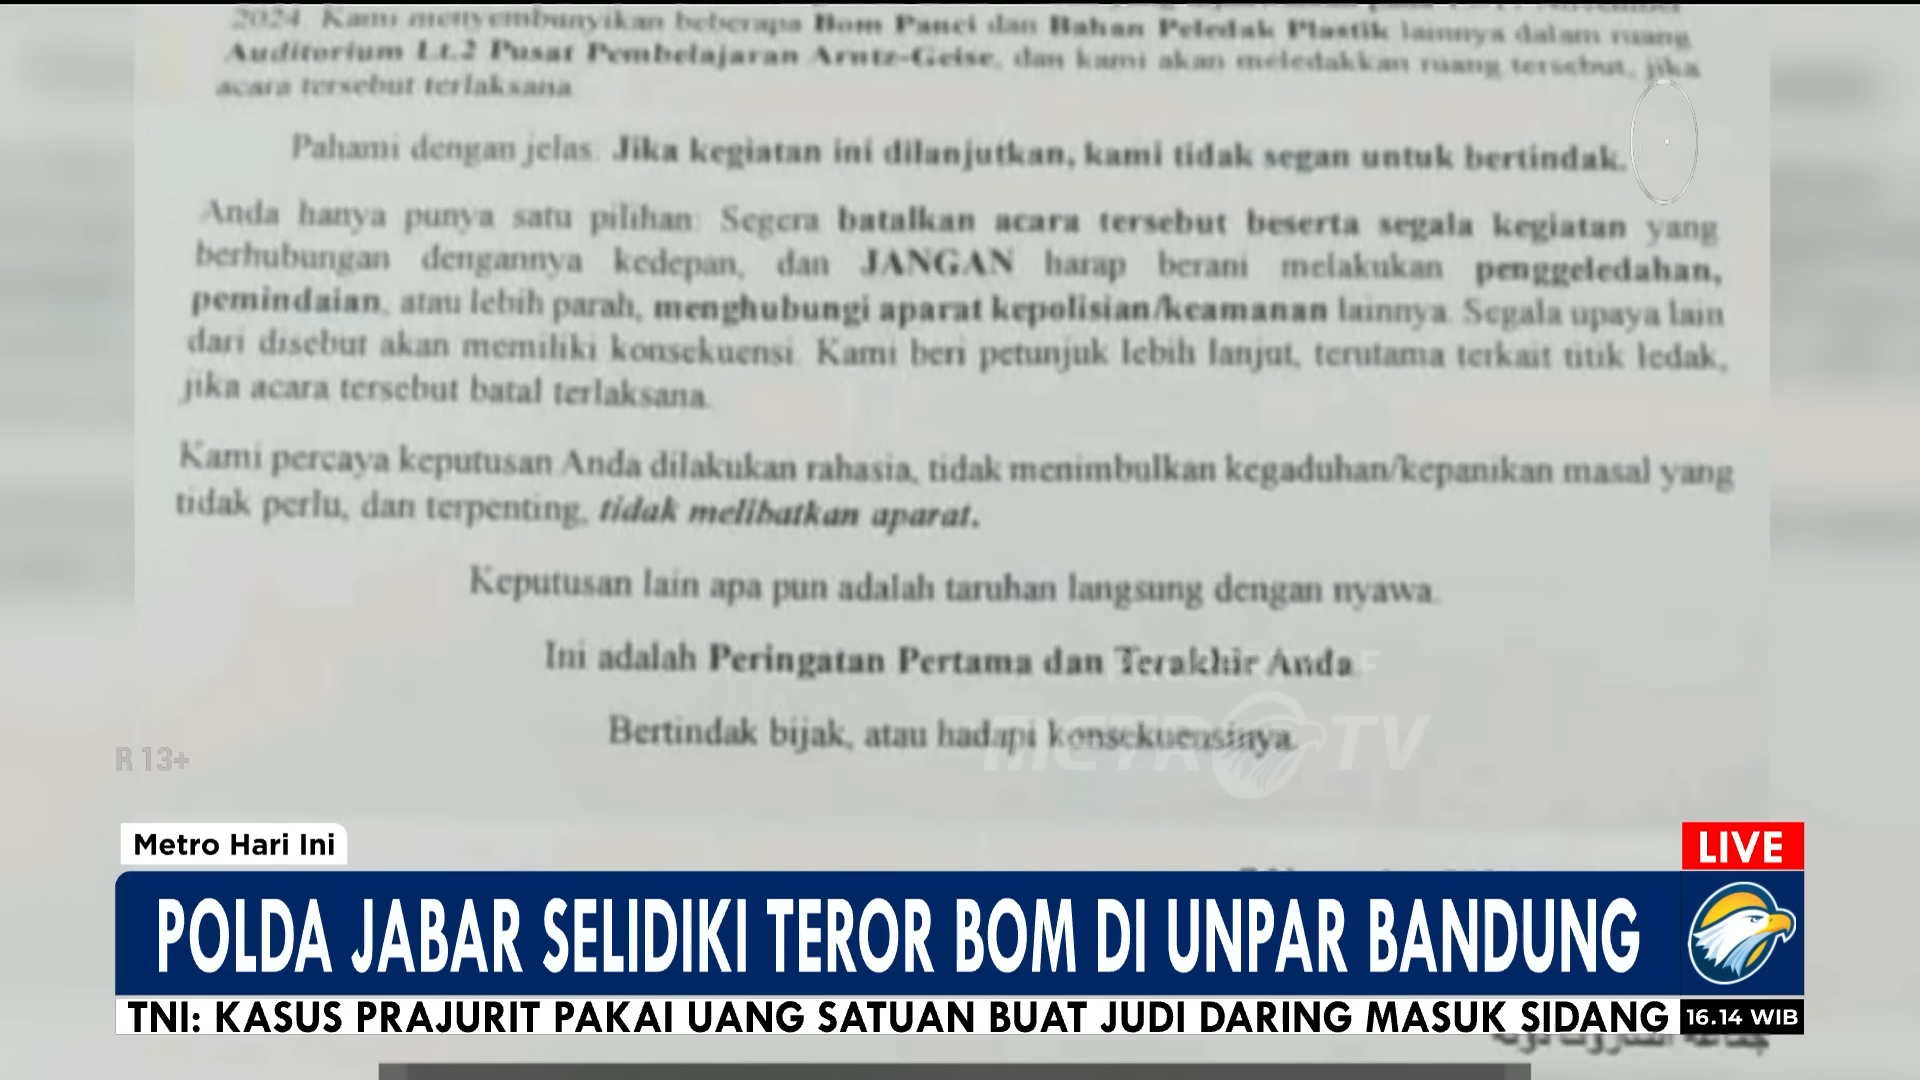 2024. Kami menyembunyikan beberapa Bom Panci dan Bahan Peledak Plastik lainnya dalam ruang
Auditorium Lt.2 Pusat Pembelajaran Arntz-Geise, dan kami akan meledakkan ruang tersebut, jika
acara tersebut terlaksana.
Pahami dengan jelas: Jika kegiatan ini dilanjutkan, kami tidak segan untuk bertindak.
Anda hanya punya satu pilihan: Segera batalkan acara tersebut beserta segala kegiatan yang
berhubungan dengannya kedepan, dan JANGAN harap berani melakukan penggeledahan,
pemindaian, atau lebih parah, menghubungi aparat kepolisian/keamanan lainnya. Segala upaya lain
dari disebut akan memiliki konsekuensi. Kami beri petunjuk lebih lanjut, terutama terkait titik ledak,
jika acara tersebut batal terlaksana.
Kami percaya keputusan Anda dilakukan rahasia, tidak menimbulkan kegaduhan/kepanikan masal yang
tidak perlu, dan terpenting, tidak melibatkan aparat.
Keputusan lain apa pun adalah taruhan langsung dengan nyawa.
Ini adalah Peringatan Pertama dan Terakhir Anda.
Bertindak bijak, atau hadapi konsekuensinya.
METRO TV
R 13+
Metro Hari Ini
LIVE
POLDA JABAR SELIDIKI TEROR BOM DI UNPAR BANDUNG
TNI: KASUS PRAJURIT PAKAI UANG SATUAN BUAT JUDI DARING MASUK SIDANG
16.14 WIB